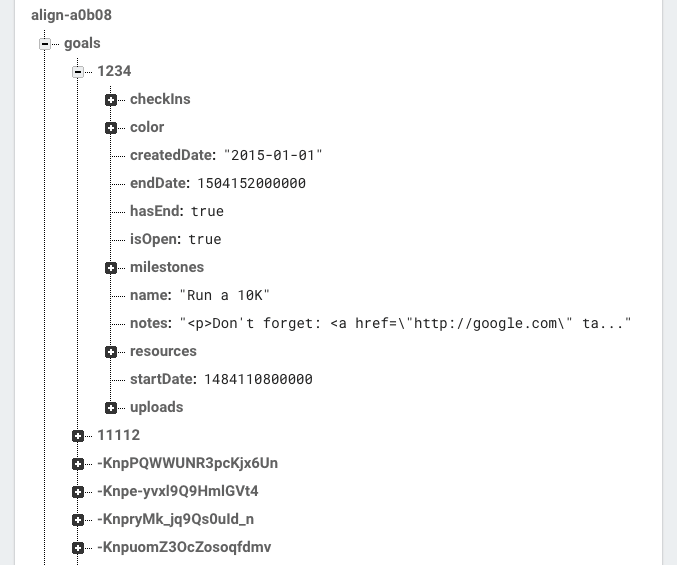 align-a0b08
goals
1234
checkIns
color
createdDate: "2015-01-01"
endDate: 1504152000000
hasEnd: true
isOpen: true
milestones
name: "Run a 10K"
notes: "<p>Don't forget: <a href=\"http://google.com\" ta..."
resources
startDate: 1484110800000
uploads
11112
-KnpPQWWUNR3pcKjx6Un
-Knpe-yvxl9Q9HmlGVt4
-KnpryMk_jq9Qs0uId_n
-KnpuomZ3OcZosoqfdmv